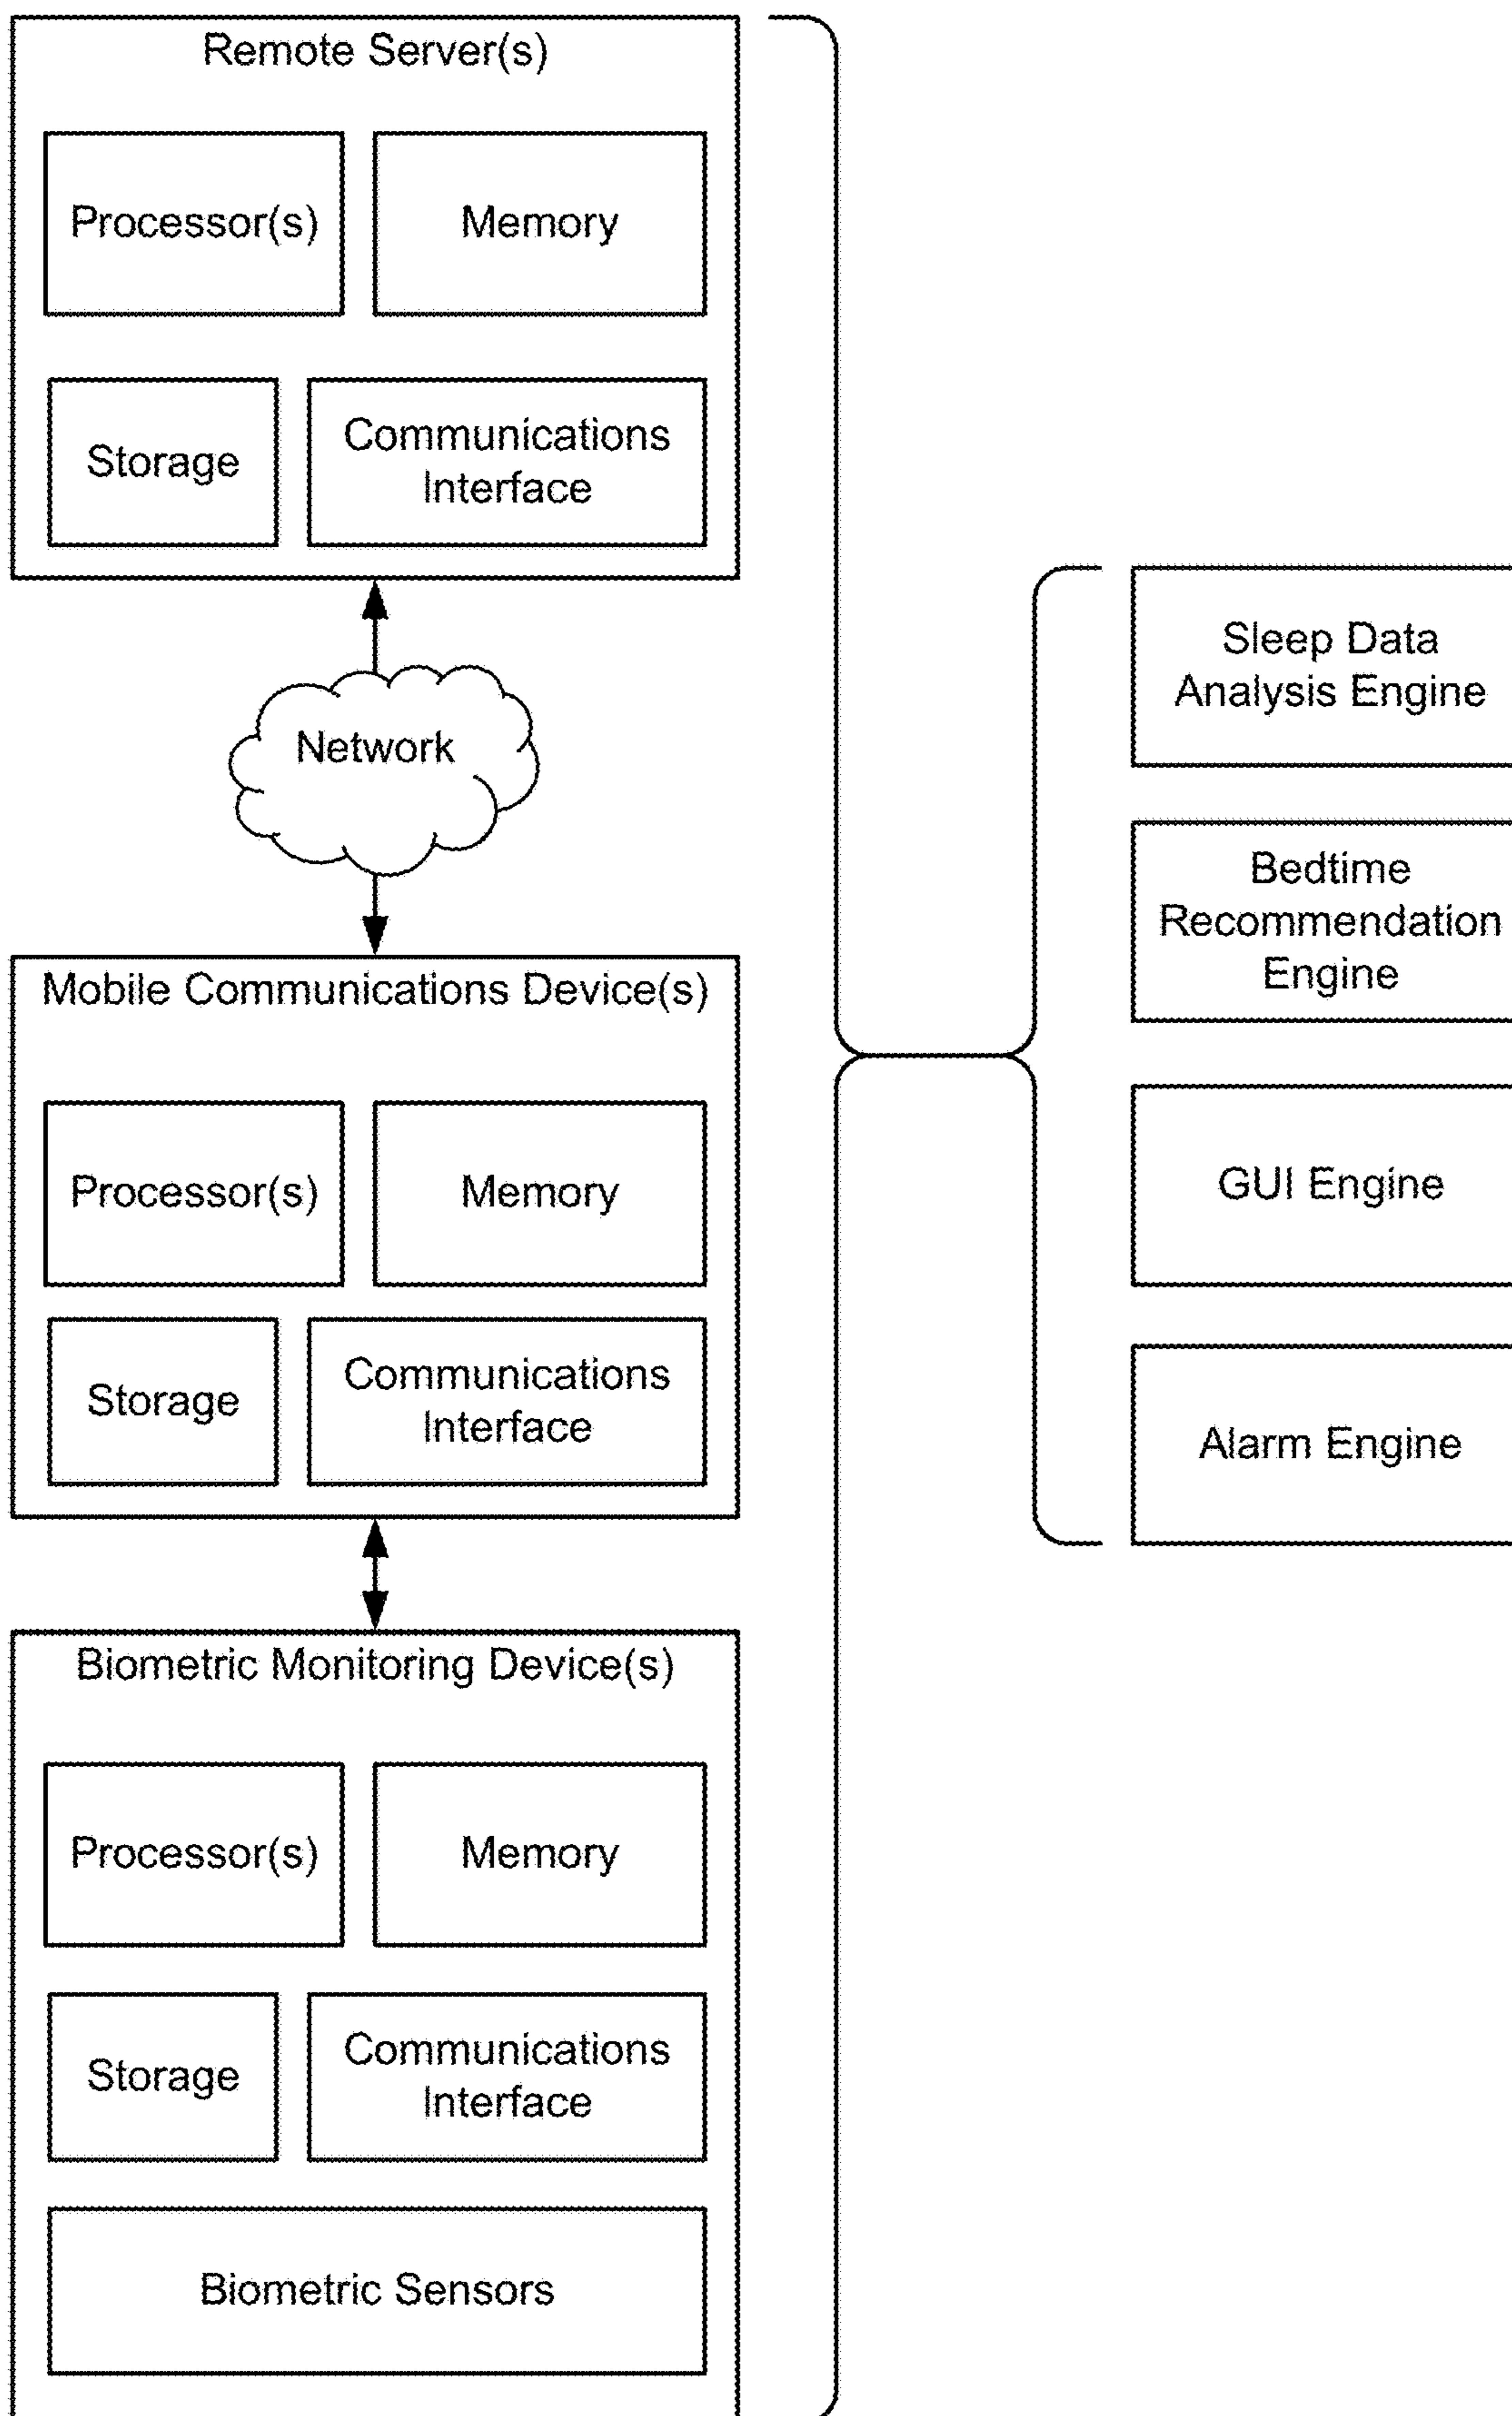 Remote Server(s)
Processor(s)
Memory
Storage
Communications
Interface
Network
Mobile Communications Device(s)
Processor(s)
Memory
Storage
Communications
Interface
Biometric Monitoring Device(s)
Processor(s)
Memory
Storage
Communications
Interface
Biometric Sensors
Sleep Data
Analysis Engine
Bedtime
Recommendation
Engine
GUI Engine
Alarm Engine